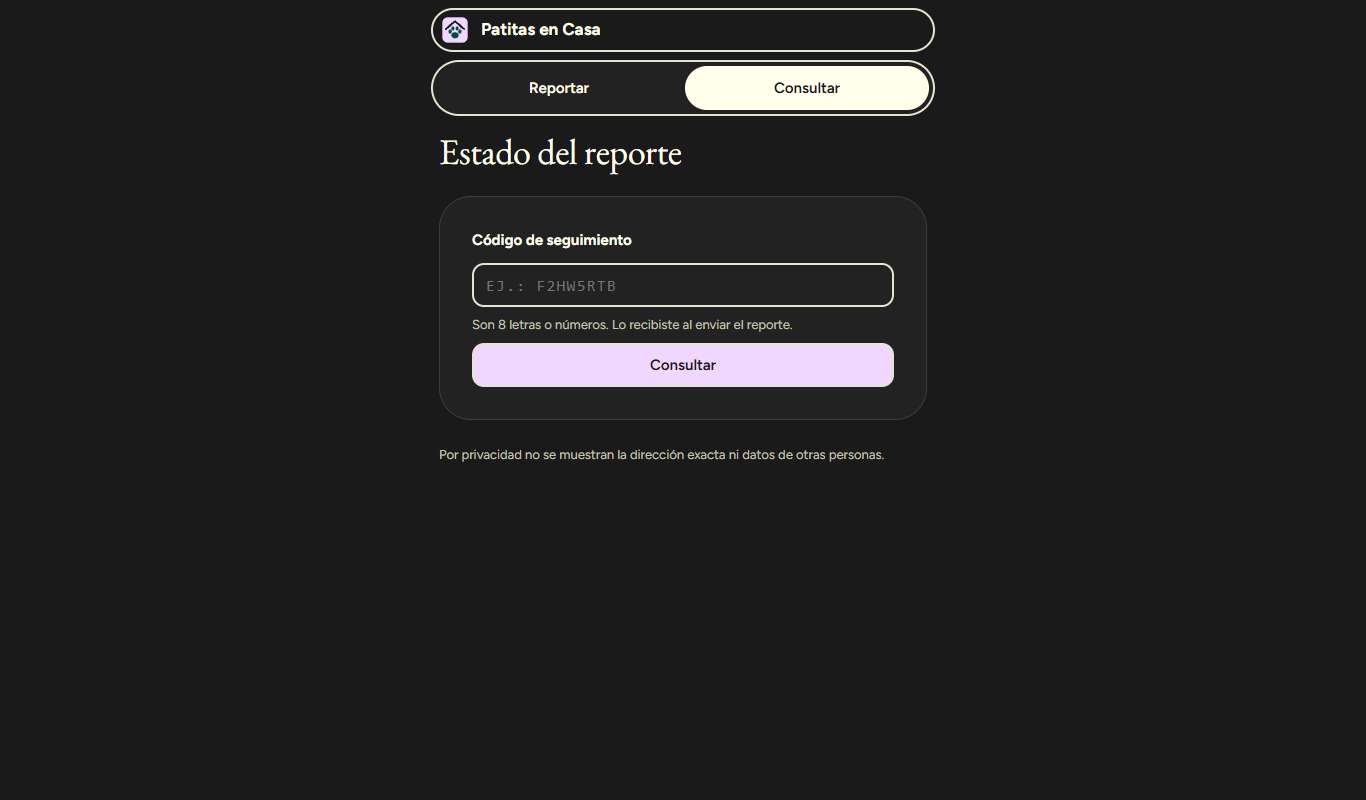 Patitas en Casa
Reportar
Consultar
Estado del reporte
Código de seguimiento
EJ.: F2HW5RTB
Son 8 letras o números. Lo recibiste al enviar el reporte.
Consultar
Por privacidad no se muestran la dirección exacta ni datos de otras personas.